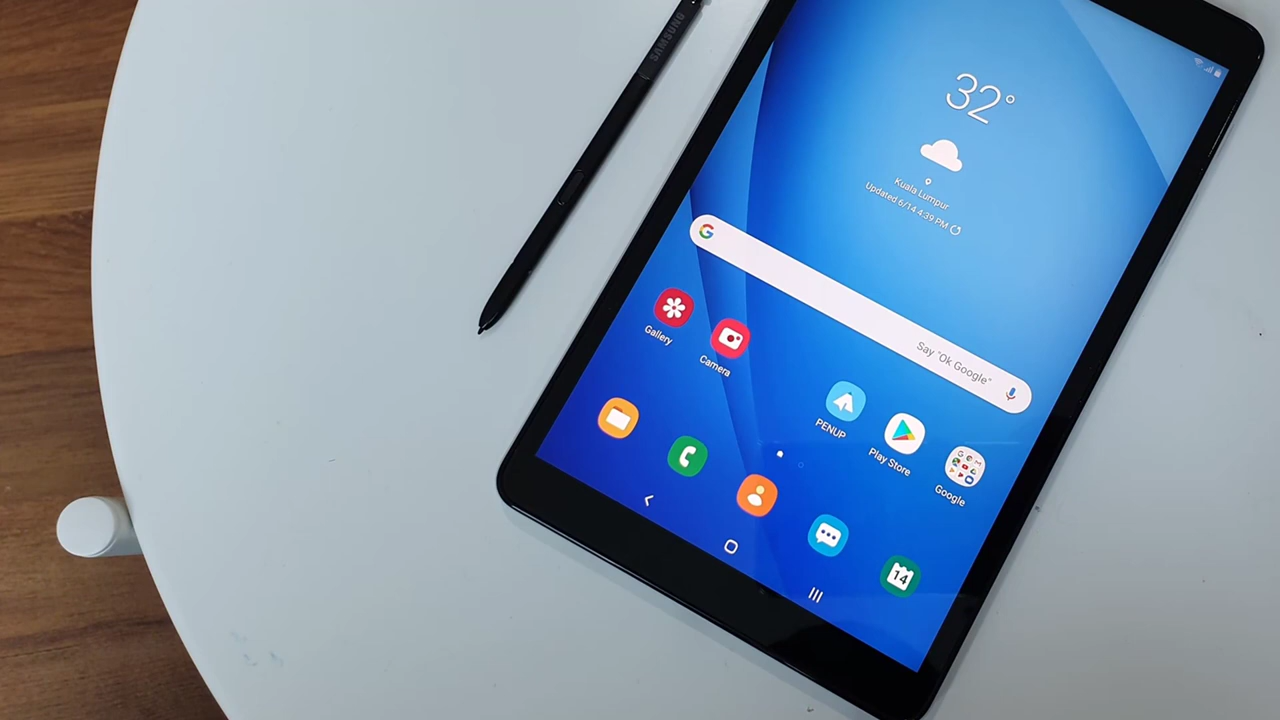 SAMSUNG
32°
Kuala Lumpur
Updated 6/14 4:39 PM
G
Say "Ok Google"
Gallery
Camera
PENUP
Play Store
Google
14